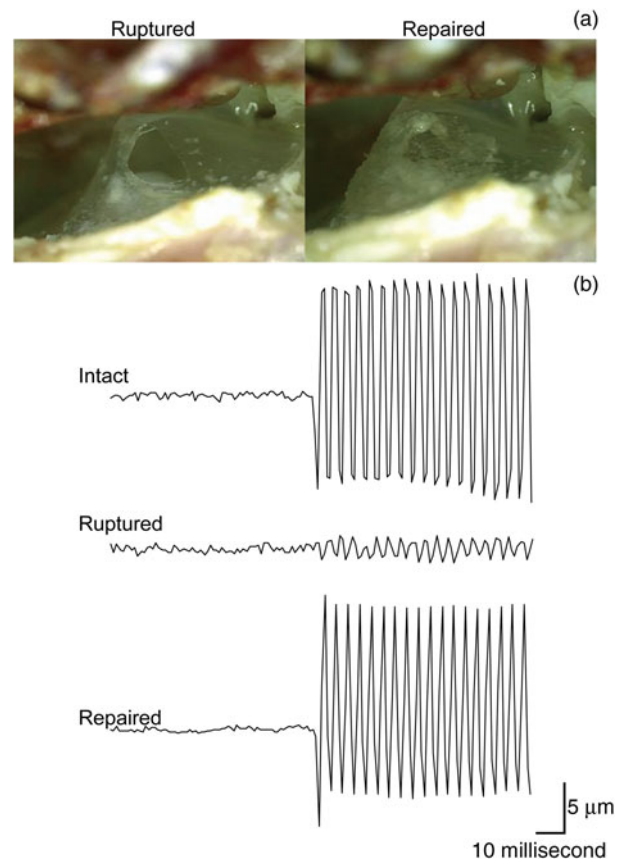 (a)
Ruptured Repaired
(b)
Intact
Ruptured
Repaired
5 μm
10 millisecond